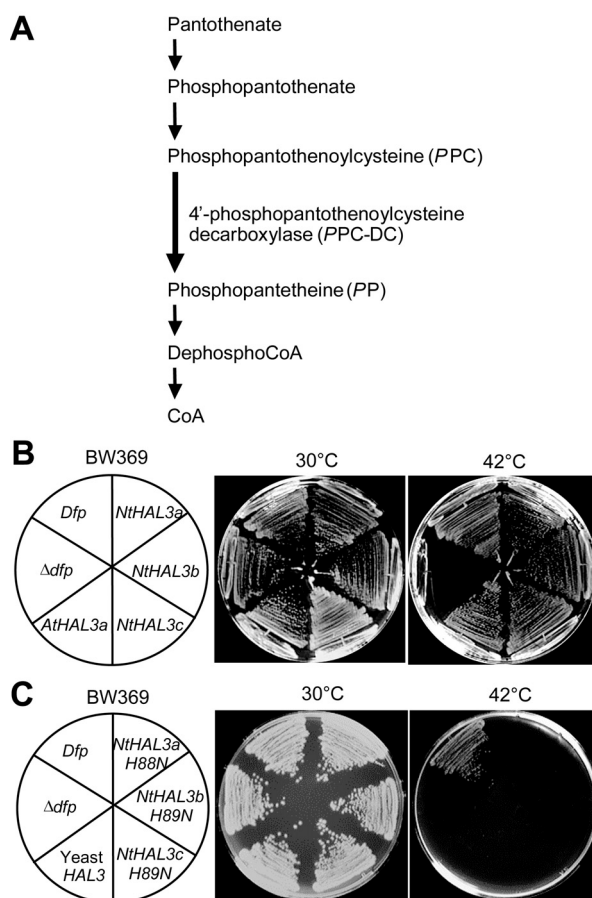 A
Pantothenate
Phosphopantothenate
Phosphopantothenoylcysteine (PPC)
4'-phosphopantothenoylcysteine
decarboxylase (PPC-DC)
Phosphopantetheine (PP)
DephosphoCoA
CoA
B
BW369
30°C
42°C
Dfp
NtHAL3a
Δdfp
NtHAL3b
AtHAL3a
NtHAL3c
C
BW369
30°C
42°C
Dfp
NtHAL3a
H88N
Δdfp
NtHAL3b
H89N
Yeast
HAL3
NtHAL3c
H89N